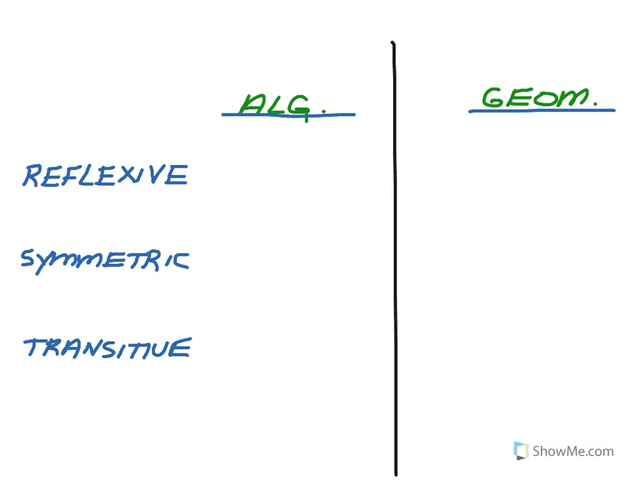 ALG. GEOM.
REFLEXIVE
SYMMETRIC
TRANSITIVE
ShowMe.com